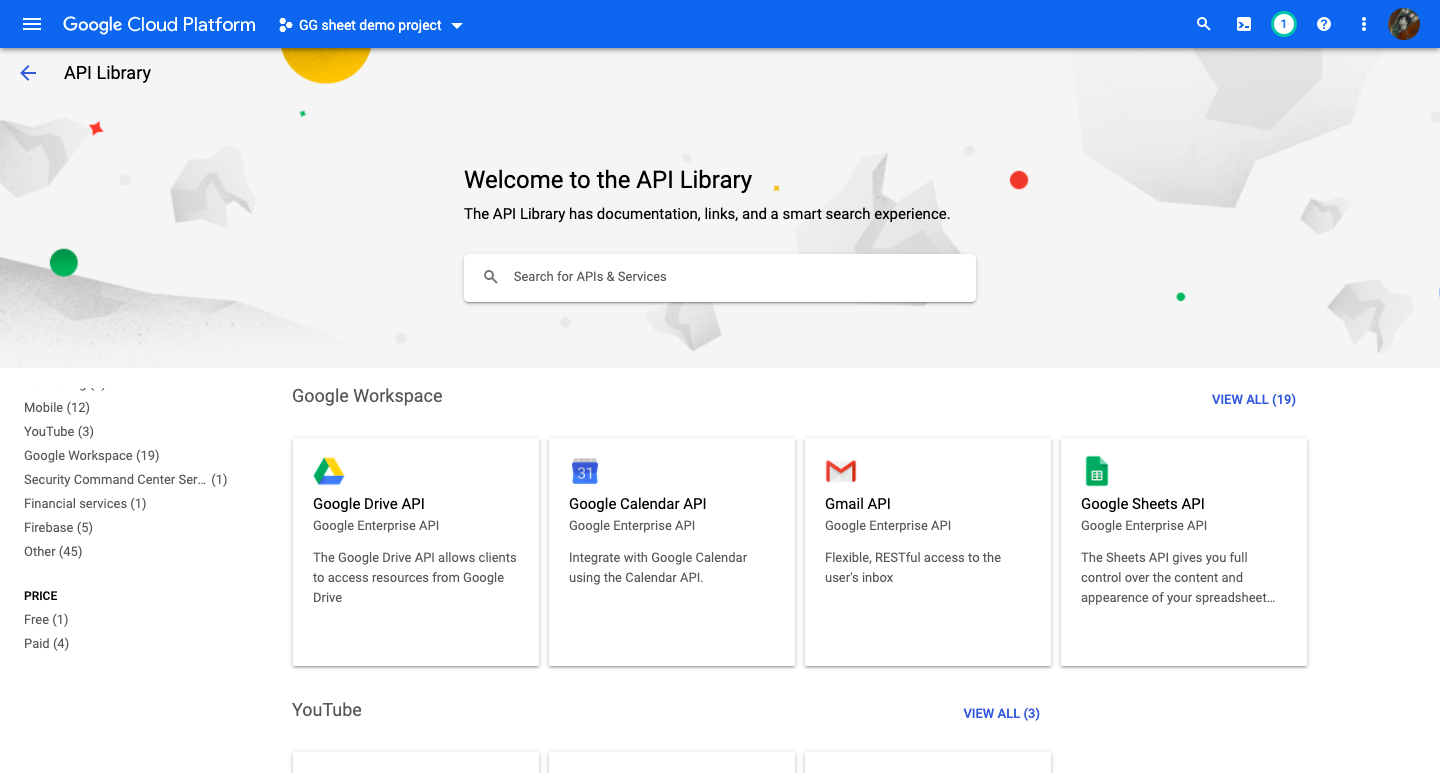 Google Cloud Platform
GG sheet demo project
1
API Library
Welcome to the API Library
The API Library has documentation, links, and a smart search experience.
Search for APIs & Services
Mobile (12)
YouTube (3)
Google Workspace (19)
Security Command Center Ser… (1)
Financial services (1)
Firebase (5)
Other (45)
PRICE
Free (1)
Paid (4)
Google Workspace
VIEW ALL (19)
Google Drive API
Google Enterprise API
The Google Drive API allows clients
to access resources from Google
Drive
31
Google Calendar API
Google Enterprise API
Integrate with Google Calendar
using the Calendar API.
Gmail API
Google Enterprise API
Flexible, RESTful access to the
user's inbox
Google Sheets API
Google Enterprise API
The Sheets API gives you full
control over the content and
appearence of your spreadsheet…
YouTube
VIEW ALL (3)